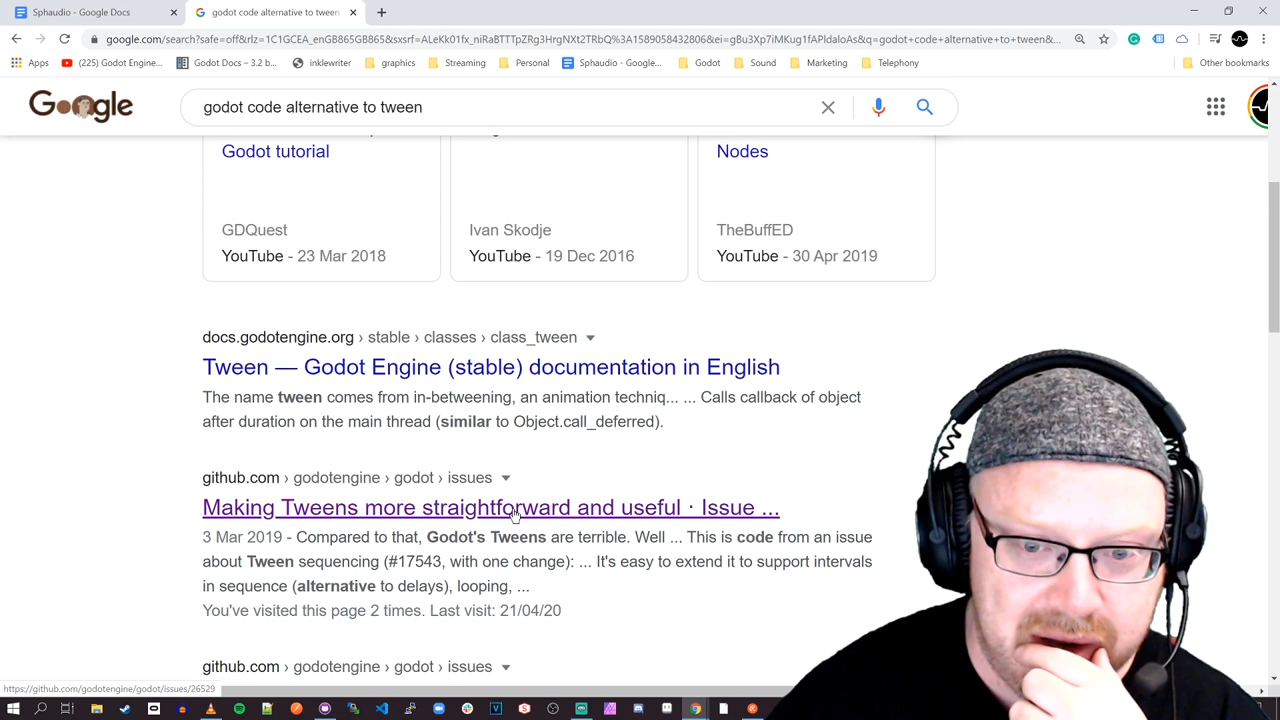 Sphaudio - Google Docs
godot code alternative to tween
google.com/search?safe=off&rlz=1C1GCEA_enGB865GB865&sxsrf=ALeKk01fx_niRaBTTTpZRg3HrgNXt2TRbQ%3A1589058432806&ei=gBu3Xp7iMKug1fAPldaIoAs&q=godot+code+alternative+to+tween&...
Apps
(225) Godot Engine...
Godot Docs – 3.2 b...
inklewriter
graphics
Streaming
Personal
Sphaudio - Google...
Godot
Sound
Marketing
Telephony
Other bookmarks
Google
godot code alternative to tween
Godot tutorial
Nodes
GDQuest
Ivan Skodje
TheBuffED
YouTube - 23 Mar 2018
YouTube - 19 Dec 2016
YouTube - 30 Apr 2019
docs.godotengine.org › stable › classes › class_tween
Tween — Godot Engine (stable) documentation in English
The name tween comes from in-betweening, an animation techniq... ... Calls callback of object
after duration on the main thread (similar to Object.call_deferred).
github.com › godotengine › godot › issues
Making Tweens more straightforward and useful · Issue ...
3 Mar 2019 - Compared to that, Godot's Tweens are terrible. Well ... This is code from an issue
about Tween sequencing (#17543, with one change): ... It's easy to extend it to support intervals
in sequence (alternative to delays), looping, ...
You've visited this page 2 times. Last visit: 21/04/20
github.com › godotengine › godot › issues
https://github.com/godotengine/godot/issues/26529